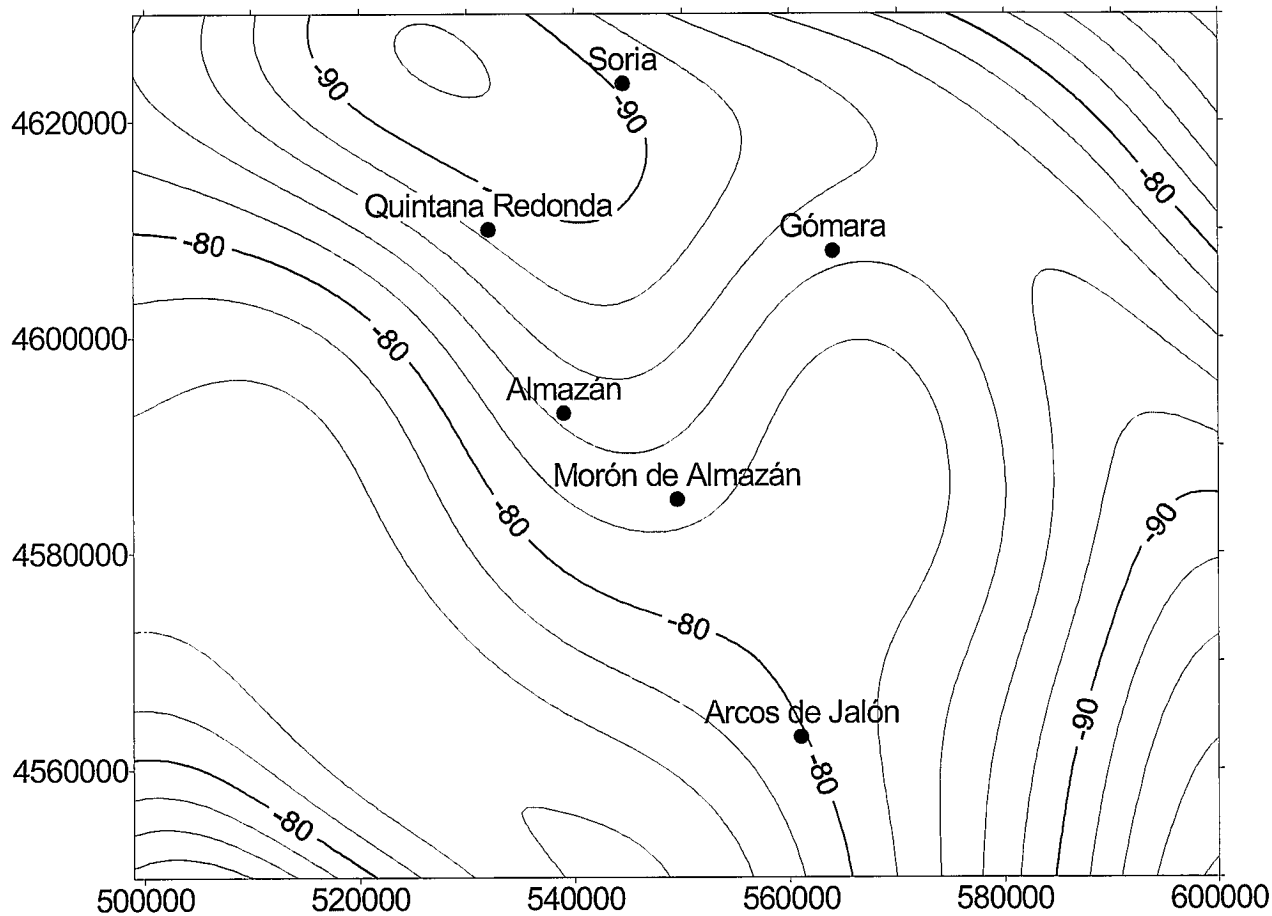 Soria
-90
-90
4620000
-80
Quintana Redonda
Gómara
-80
4600000
-80
Almazán
Morón de Almazán
-80
-90
4580000
-80
Arcos de Jalón
-90
4560000
-80
-80
500000 520000 540000 560000 580000 600000